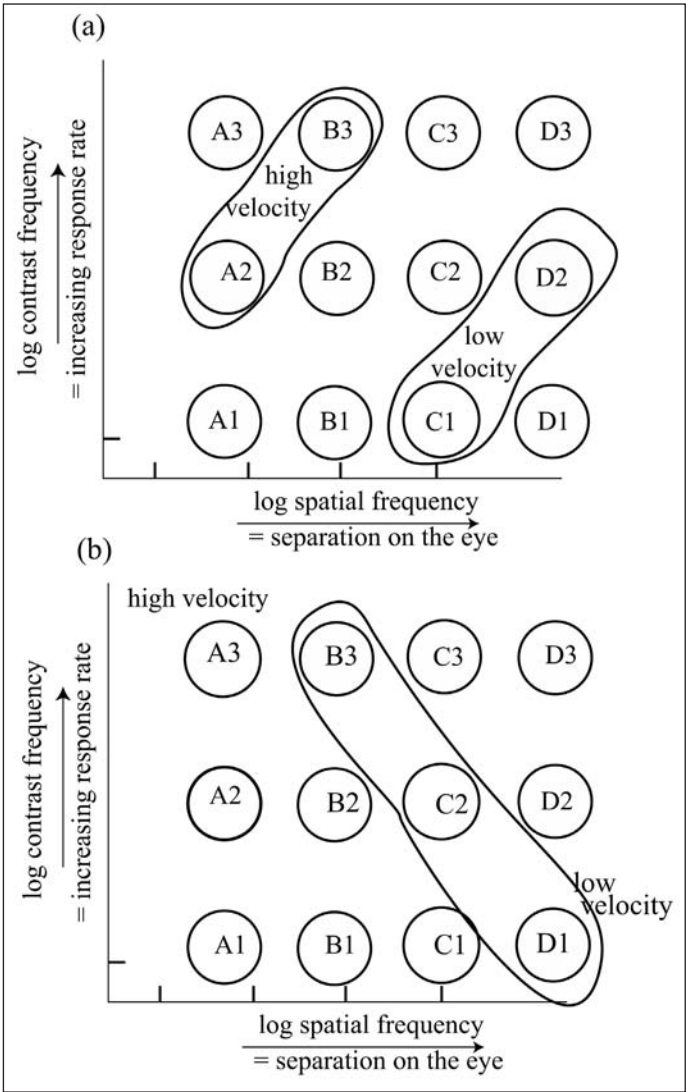 (a)
log contrast frequency
= increasing response rate
A3 B3 C3 D3
high
velocity
A2 B2 C2 D2
low
velocity
A1 B1 C1 D1
log spatial frequency
= separation on the eye
(b)
log contrast frequency
= increasing response rate
high velocity
A3 B3 C3 D3
A2 B2 C2 D2
low
velocity
A1 B1 C1 D1
log spatial frequency
= separation on the eye